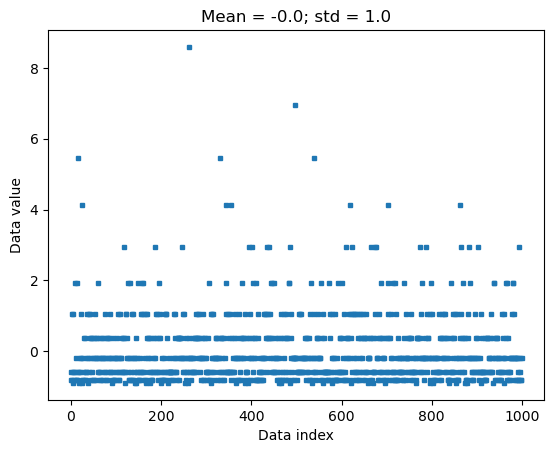 Mean = -0.0; std = 1.0
8
6
4
2
0
Data value
0 200 400 600 800 1000
Data index